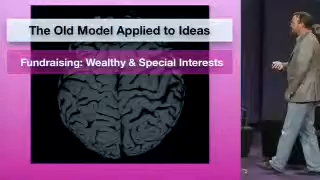 The Old Model Applied to Ideas
Fundraising: Wealthy & Special Interests